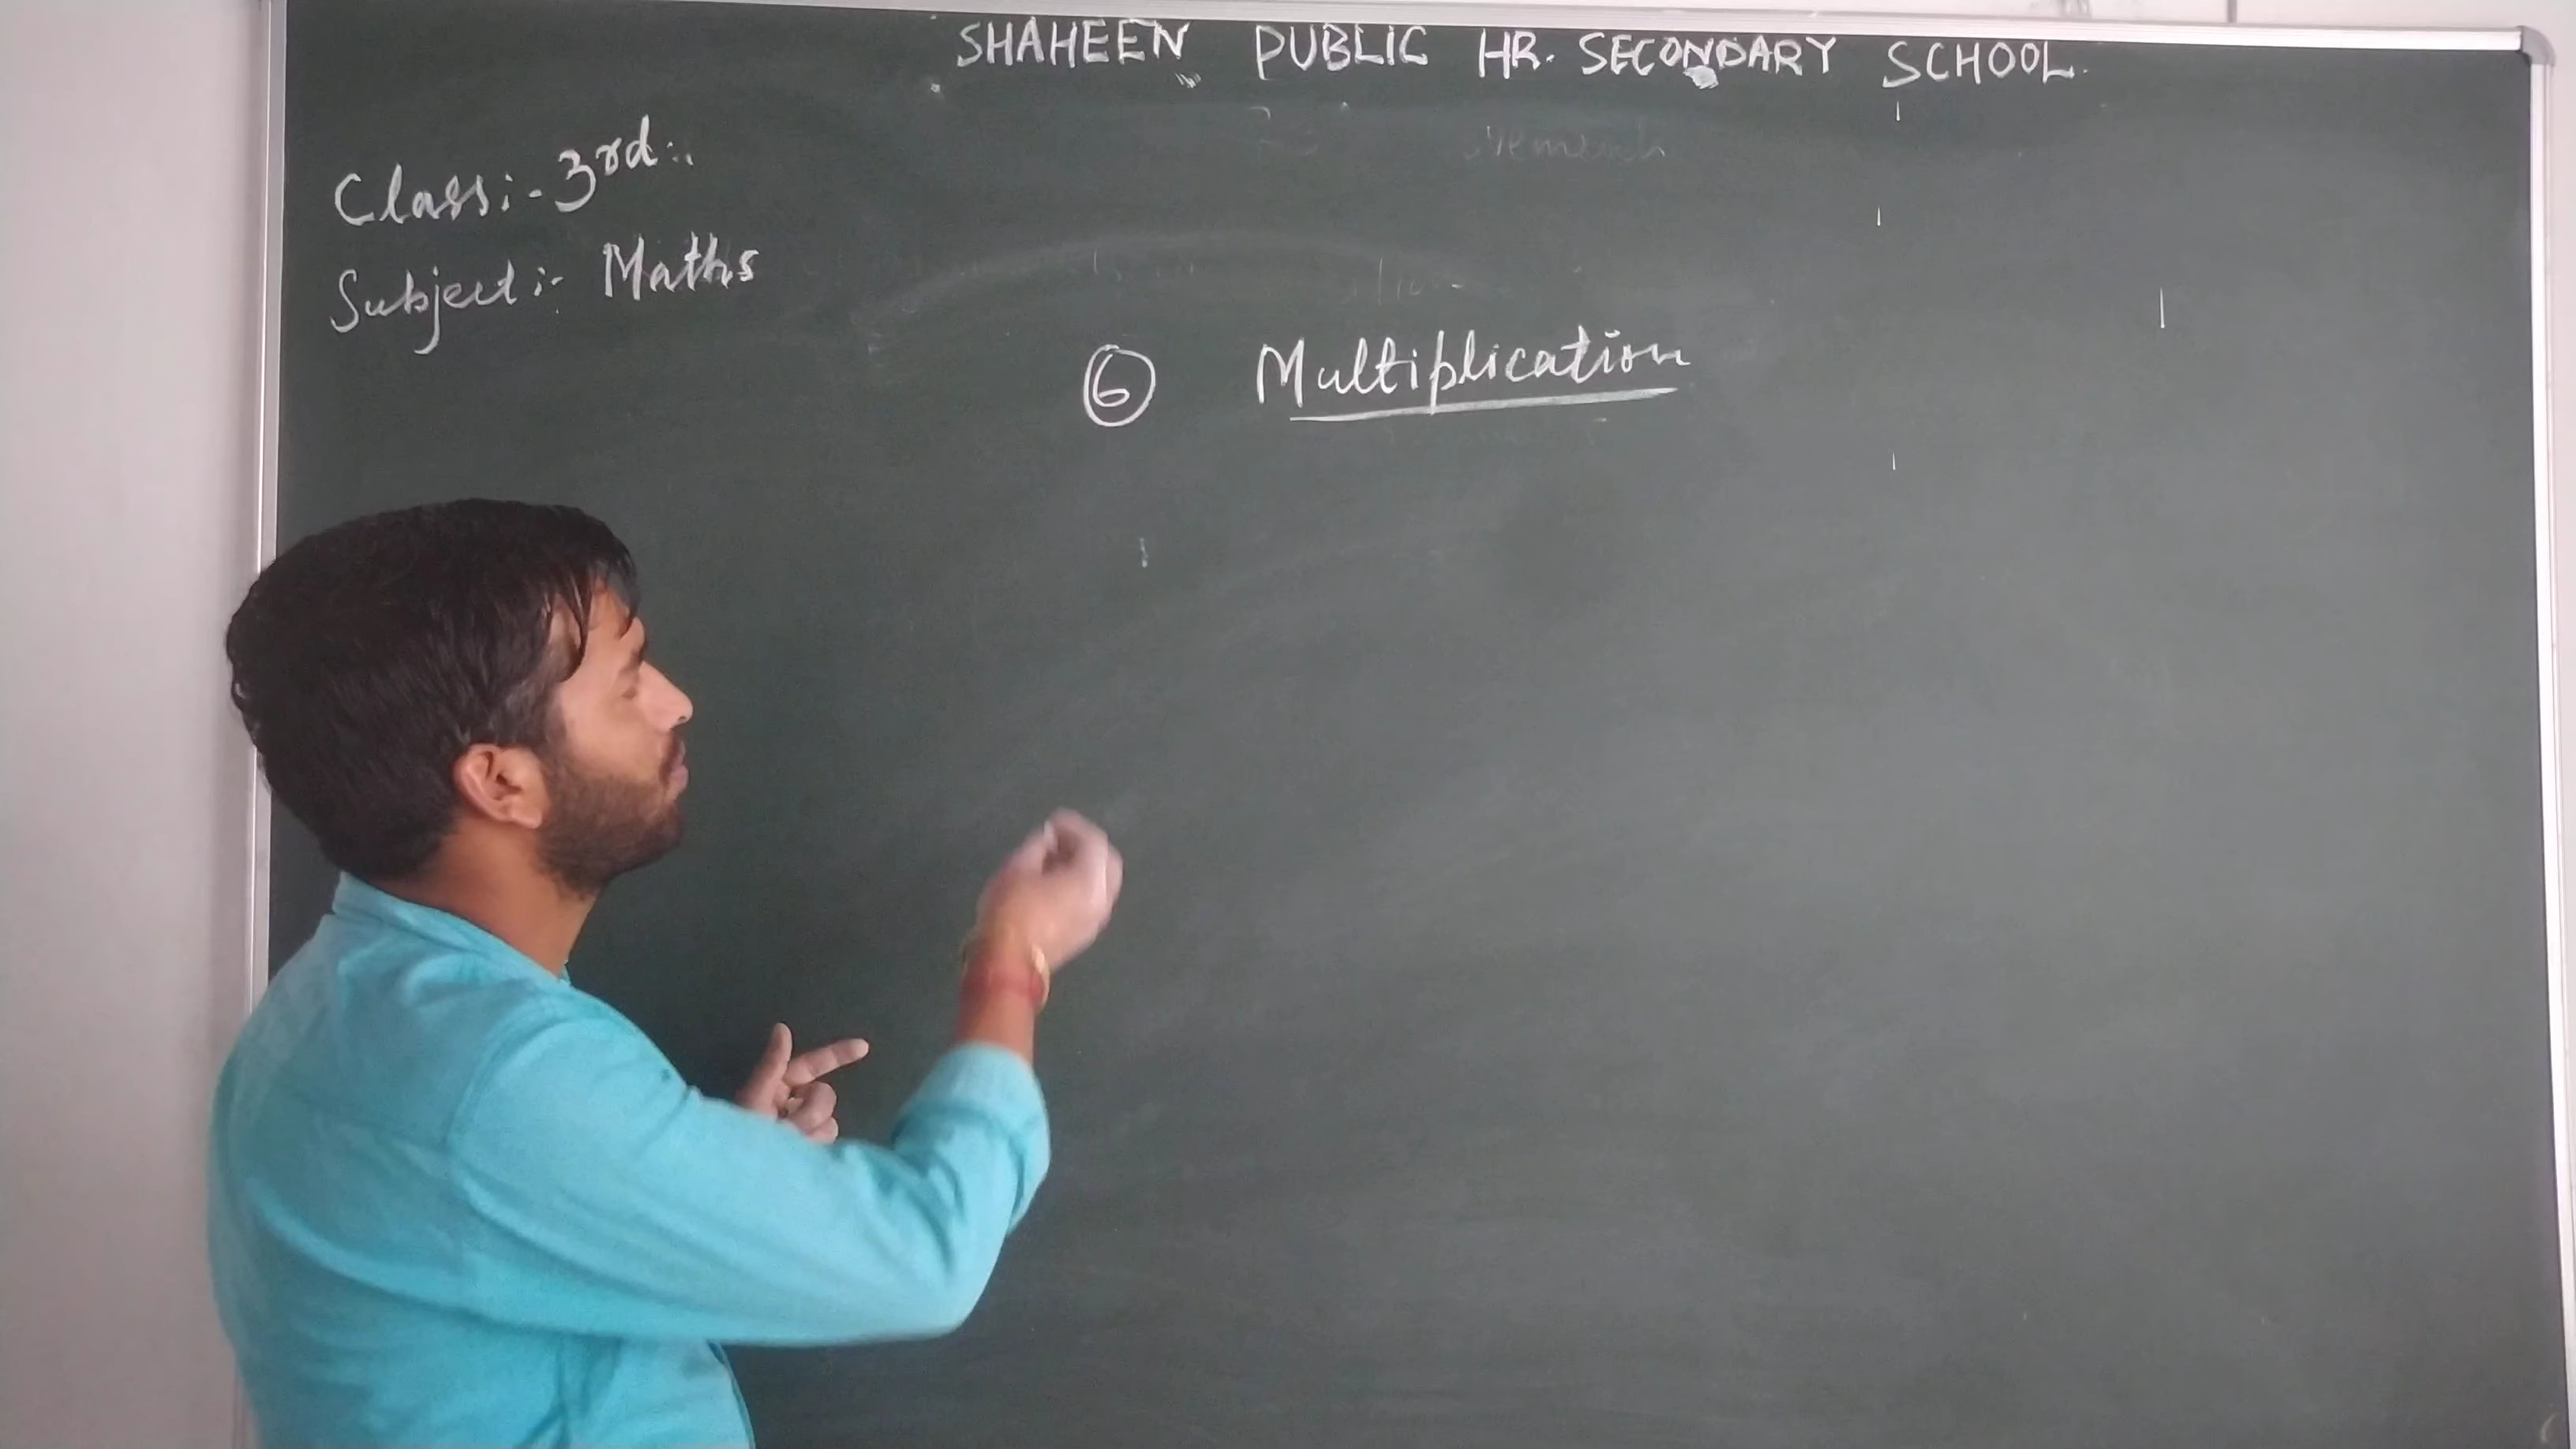 SHAHEEN PUBLIC HR. SECONDARY SCHOOL.
Class:- 3rd:.
Subject:- Maths
⑥ Multiplication